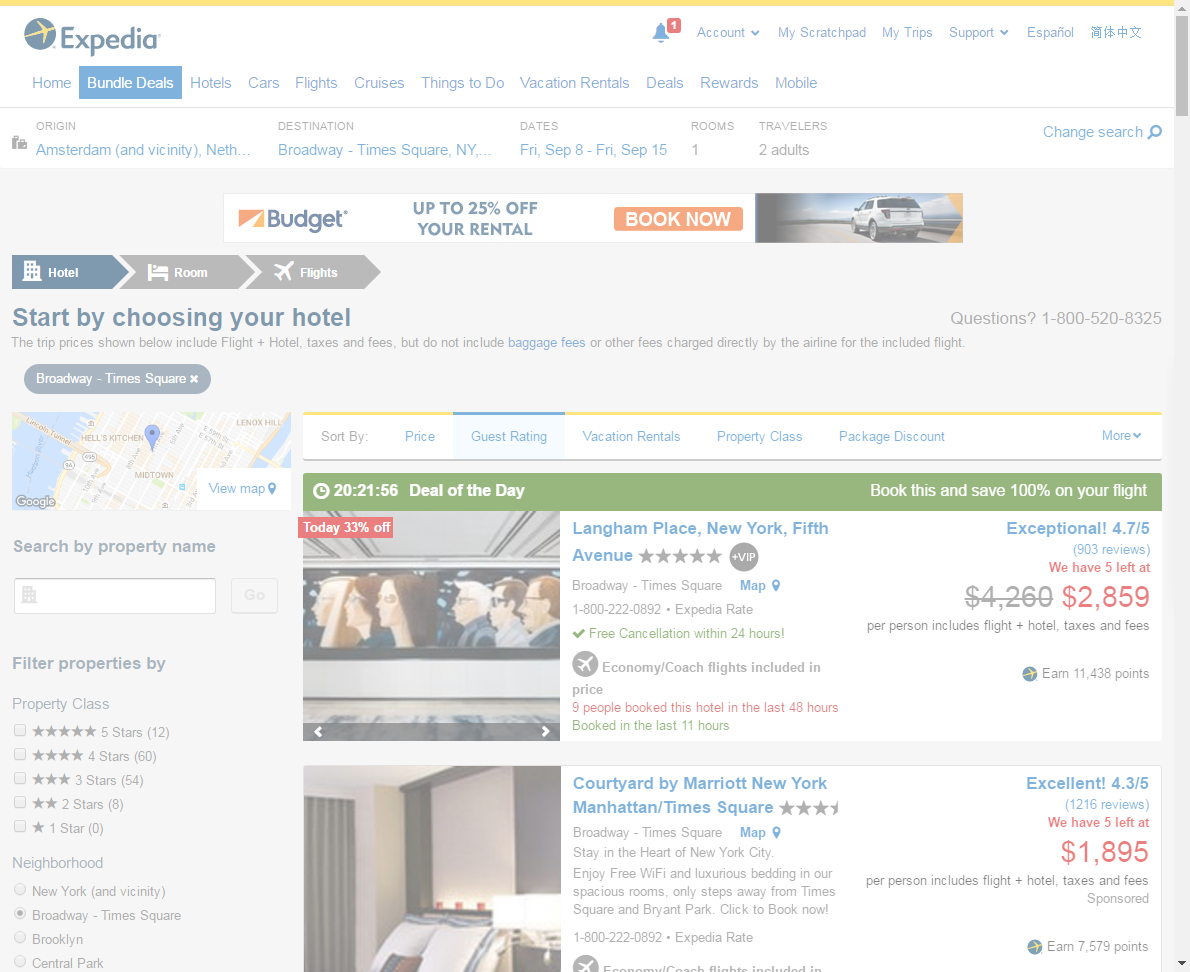 Expedia
1
Account
My Scratchpad
My Trips
Support
Español
简体中文
Home
Bundle Deals
Hotels
Cars
Flights
Cruises
Things to Do
Vacation Rentals
Deals
Rewards
Mobile
ORIGIN
Amsterdam (and vicinity), Neth...
DESTINATION
Broadway - Times Square, NY,...
DATES
Fri, Sep 8 - Fri, Sep 15
ROOMS
1
TRAVELERS
2 adults
Change search
Budget
UP TO 25% OFF
YOUR RENTAL
BOOK NOW
Hotel
Room
Flights
Start by choosing your hotel
Questions? 1-800-520-8325
The trip prices shown below include Flight + Hotel, taxes and fees, but do not include baggage fees or other fees charged directly by the airline for the included flight.
Broadway - Times Square ×
LENOX HILL
Lincoln Tunnel
HELL'S KITCHEN
5th Ave
E 59th St
E 57th St
9A
495
MIDTOWN
Google
View map
Search by property name
Go
Filter properties by
Property Class
5 Stars (12)
4 Stars (60)
3 Stars (54)
2 Stars (8)
1 Star (0)
Neighborhood
New York (and vicinity)
Broadway - Times Square
Brooklyn
Central Park
Sort By:
Price
Guest Rating
Vacation Rentals
Property Class
Package Discount
More
20:21:56 Deal of the Day
Book this and save 100% on your flight
Today 33% off
Langham Place, New York, Fifth
Avenue
+VIP
Broadway - Times Square Map
1-800-222-0892 • Expedia Rate
Free Cancellation within 24 hours!
Economy/Coach flights included in
price
9 people booked this hotel in the last 48 hours
Booked in the last 11 hours
Exceptional! 4.7/5
(903 reviews)
We have 5 left at
$4,260 $2,859
per person includes flight + hotel, taxes and fees
Earn 11,438 points
Courtyard by Marriott New York
Manhattan/Times Square
Broadway - Times Square Map
Stay in the Heart of New York City.
Enjoy Free WiFi and luxurious bedding in our
spacious rooms, only steps away from Times
Square and Bryant Park. Click to Book now!
1-800-222-0892 • Expedia Rate
Economy/Coach flights included in
Excellent! 4.3/5
(1216 reviews)
We have 5 left at
$1,895
per person includes flight + hotel, taxes and fees
Sponsored
Earn 7,579 points